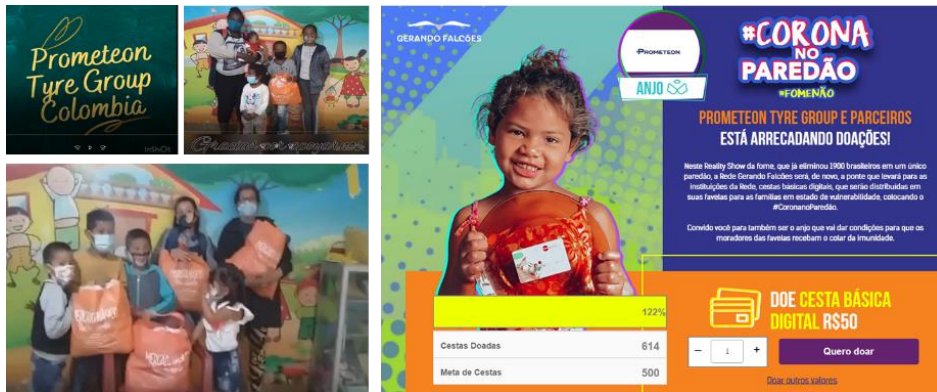 Prometeon
Tyre Group
Colombia
InShOt
Gracias por apoyarnos
GERANDO FALCÕES
PROMETEON
ANJO
#CORONA
NO
PAREDÃO
#FOMENÃO
PROMETEON TYRE GROUP E PARCEIROS
ESTÁ ARRECADANDO DOAÇÕES!
Neste Reality Show da fome, que já eliminou 1900 brasileiros em um único
paredão, a Rede Gerando Falcões será, de novo, a ponte que levará para as
instituições da Rede, cestas básicas digitais, que serão distribuídas em
suas favelas para as famílias em estado de vulnerabilidade, colocando o
#CoronanoParedão.
Convido você para também ser o anjo que vai dar condições para que os
moradores das favelas recebam o colar da imunidade.
122%
Cestas Doadas 614
Meta de Cestas 500
DOE CESTA BÁSICA
DIGITAL R$50
– 1 + Quero doar
Doar outros valores